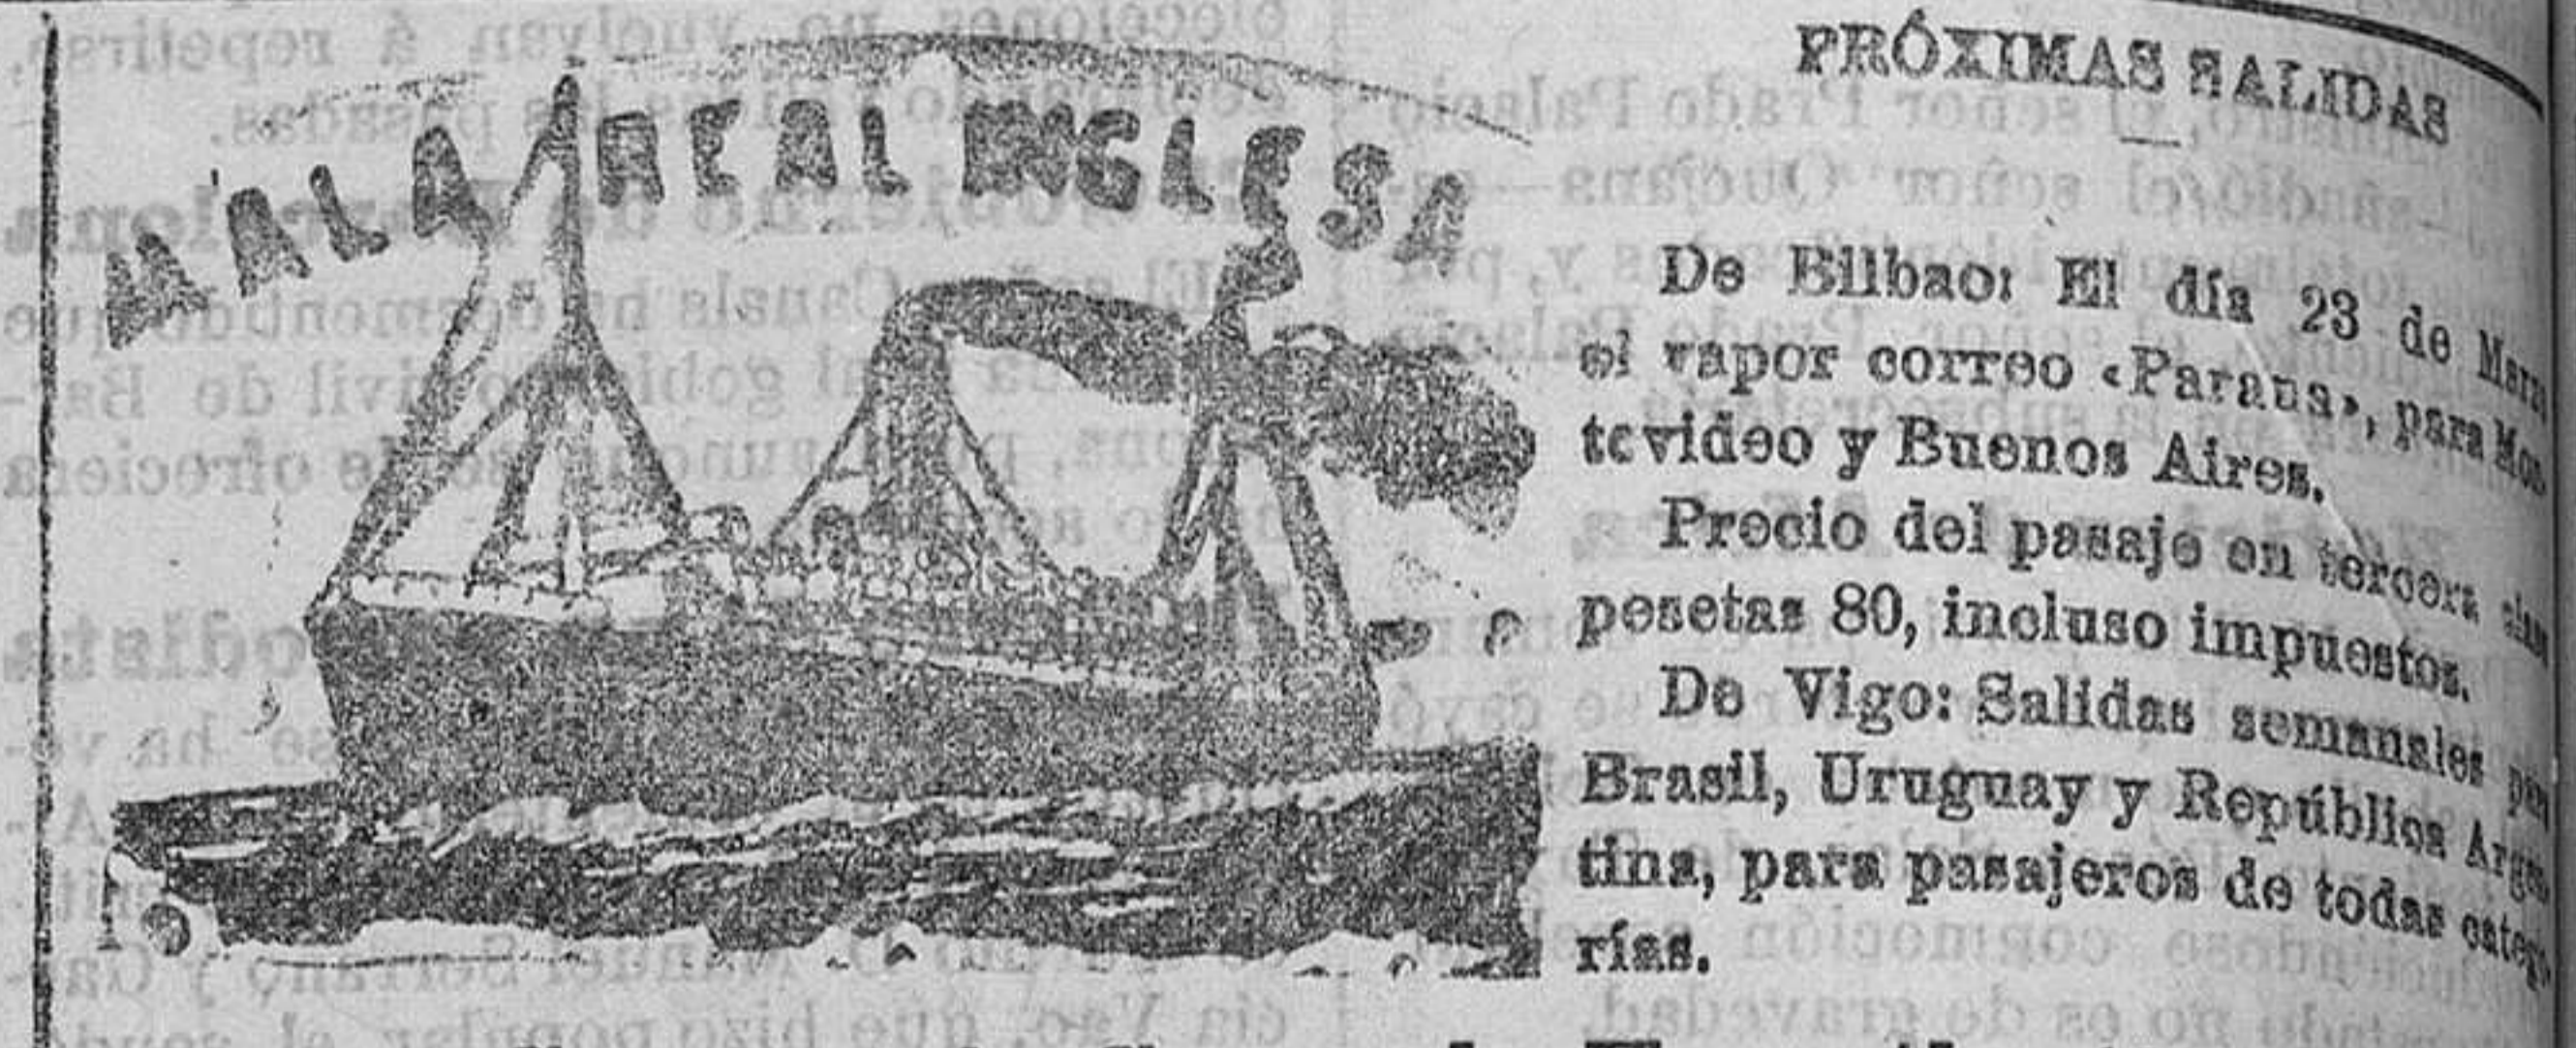 MALA REAL INGLESA
PRÓXIMAS SALIDAS
De Bilbao: El día 23 de Marzo
el vapor correo «Parana», para Mon
tevideo y Buenos Aires.
Precio del pasaje en tercera clase
pesetas 80, incluso impuestos.
De Vigo: Salidas semanales para
Brasil, Uruguay y República Argen
tina, para pasajeros de todas catego
rías.